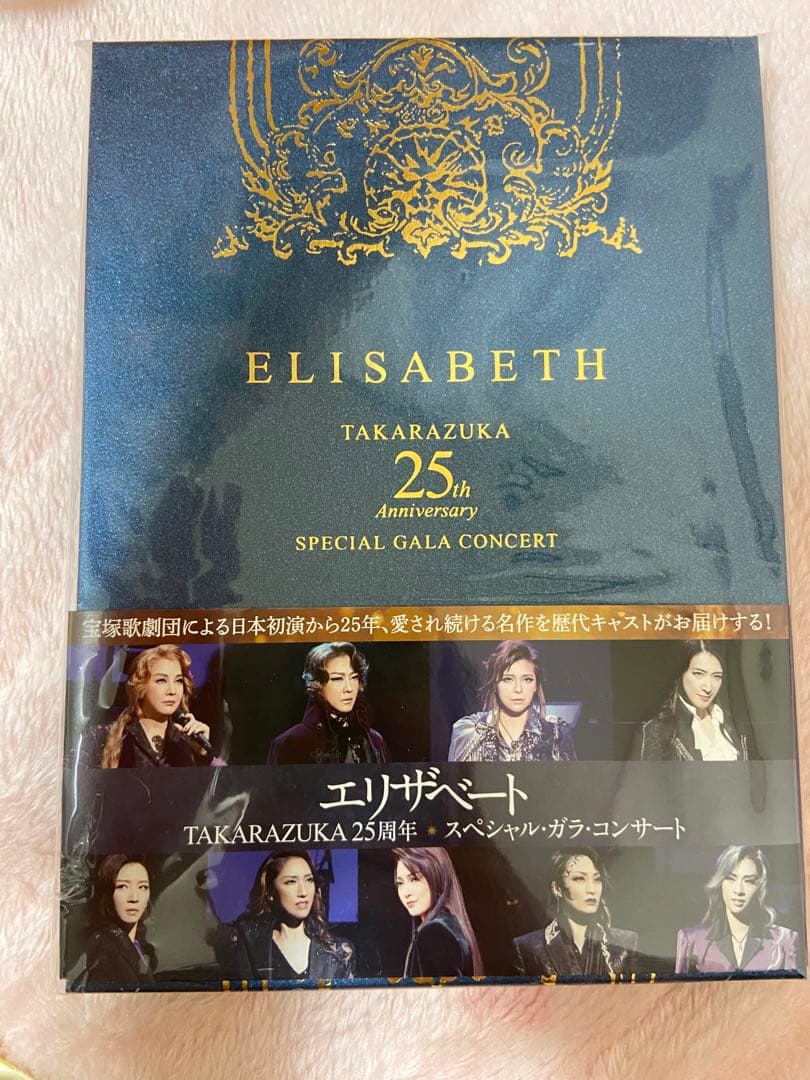 ELISABETH
TAKARAZUKA
25th
Anniversary
SPECIAL GALA CONCERT
宝塚歌劇団による日本初演から25年、愛され続ける名作を歴代キャストがお届けする!
エリザベート
TAKARAZUKA 25周年 ✴ スペシャル・ガラ・コンサート